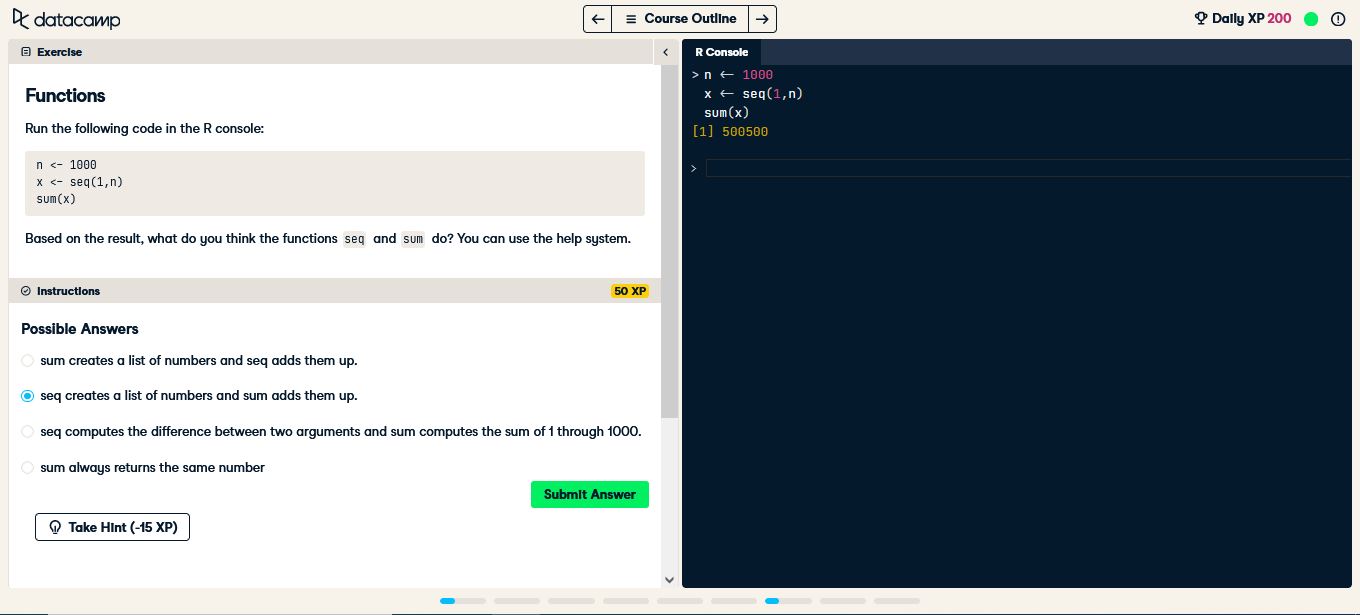 datacamp
Course Outline
Daily XP 200
Exercise
Functions
Run the following code in the R console:
n <- 1000
x <- seq(1,n)
sum(x)
Based on the result, what do you think the functions seq and sum do? You can use the help system.
Instructions
50 XP
Possible Answers
sum creates a list of numbers and seq adds them up.
seq creates a list of numbers and sum adds them up.
seq computes the difference between two arguments and sum computes the sum of 1 through 1000.
sum always returns the same number
Submit Answer
Take Hint (-15 XP)
R Console
> n <- 1000
x <- seq(1,n)
sum(x)
[1] 500500
>